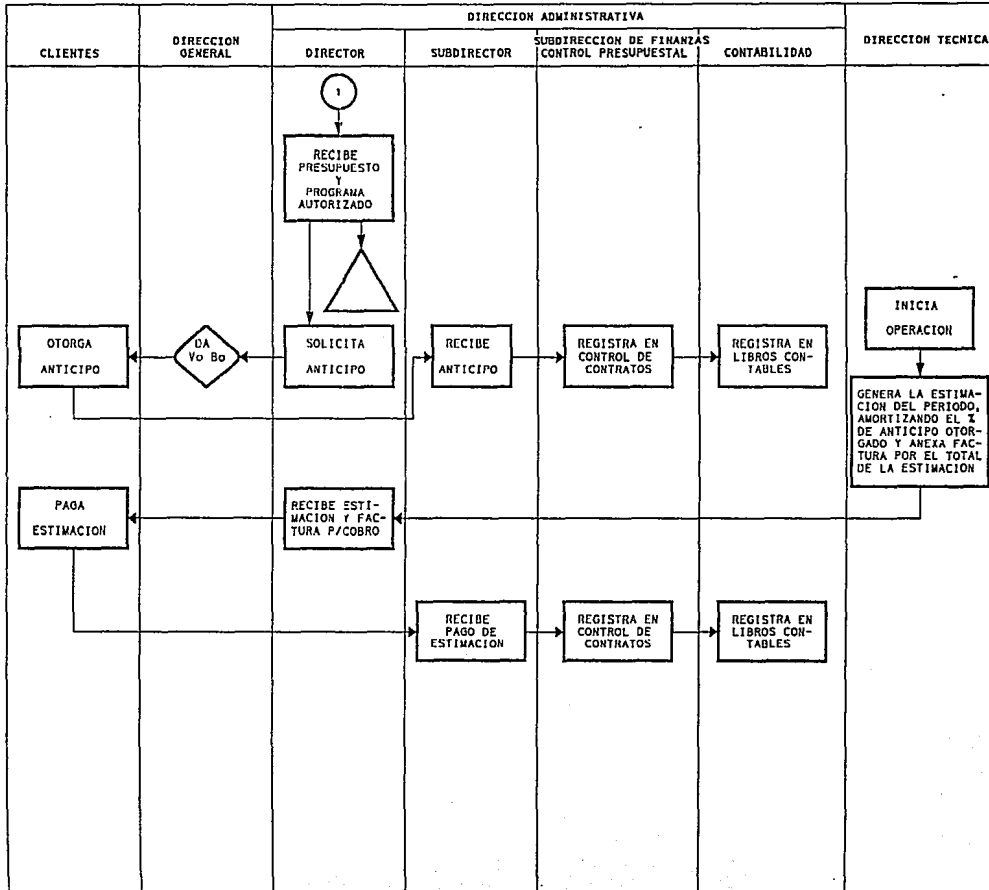 DIRECCION ADMINISTRATIVA
CLIENTES
DIRECCION
GENERAL
DIRECTOR
SUBDIRECTOR
SUBDIRECCION DE FINANZAS
CONTROL PRESUPUESTAL
CONTABILIDAD
DIRECCION TECNICA
1
RECIBE
PRESUPUESTO
Y
PROGRAMA
AUTORIZADO
INICIA
OPERACION
OTORGA
ANTICIPO
DA
Vo Bo
SOLICITA
ANTICIPO
RECIBE
ANTICIPO
REGISTRA EN
CONTROL DE
CONTRATOS
REGISTRA EN
LIBROS CON-
TABLES
GENERA LA ESTIMA-
CION DEL PERIODO,
AMORTIZANDO EL %
DE ANTICIPO OTOR-
GADO Y ANEXA FAC-
TURA POR EL TOTAL
DE LA ESTIMACION
PAGA
ESTIMACION
RECIBE ESTI-
MACION Y FAC-
TURA P/COBRO
RECIBE
PAGO DE
ESTIMACION
REGISTRA EN
CONTROL DE
CONTRATOS
REGISTRA EN
LIBROS CON-
TABLES